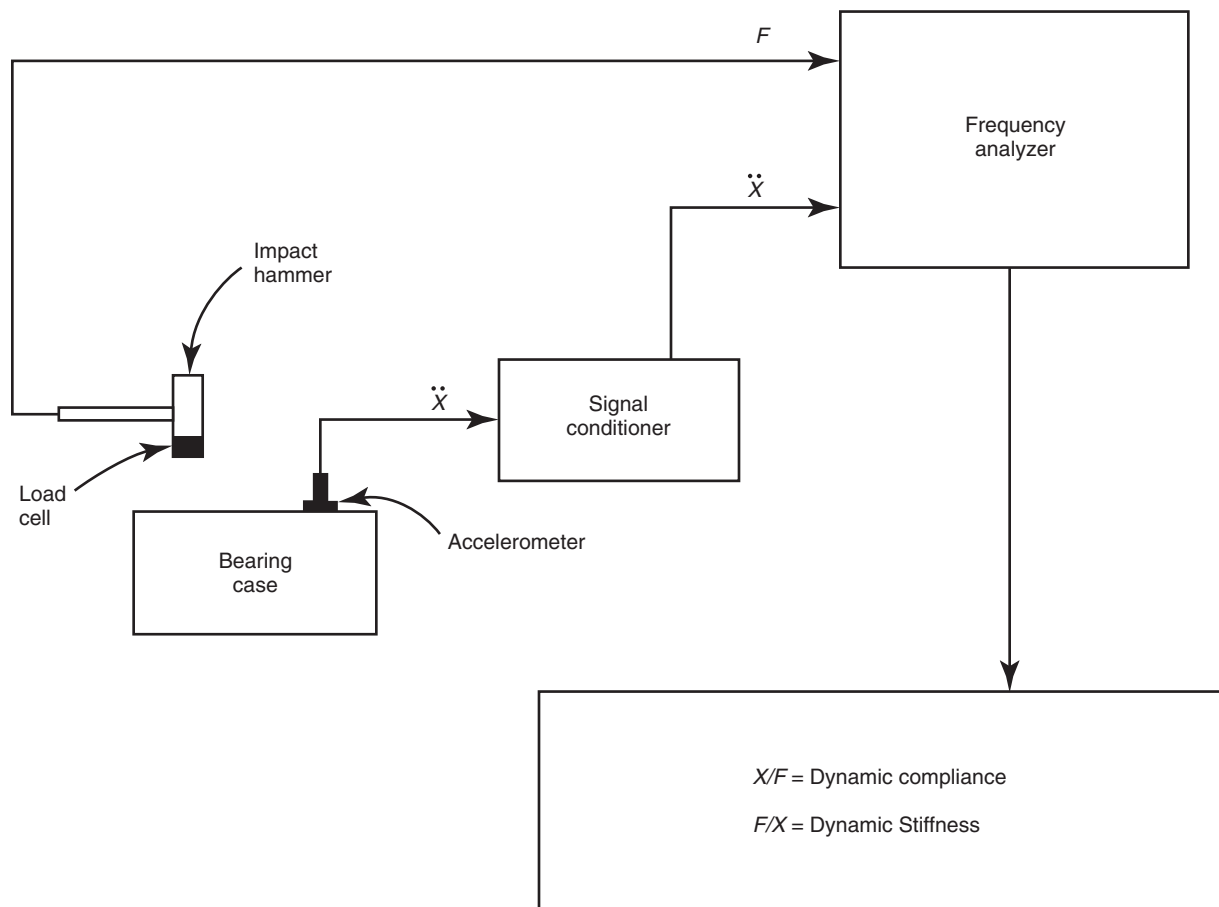 F
Frequency
analyzer
Ẍ
Impact
hammer
Ẍ
Signal
conditioner
Load
cell
Accelerometer
Bearing
case
X/F = Dynamic compliance
F/X = Dynamic Stiffness